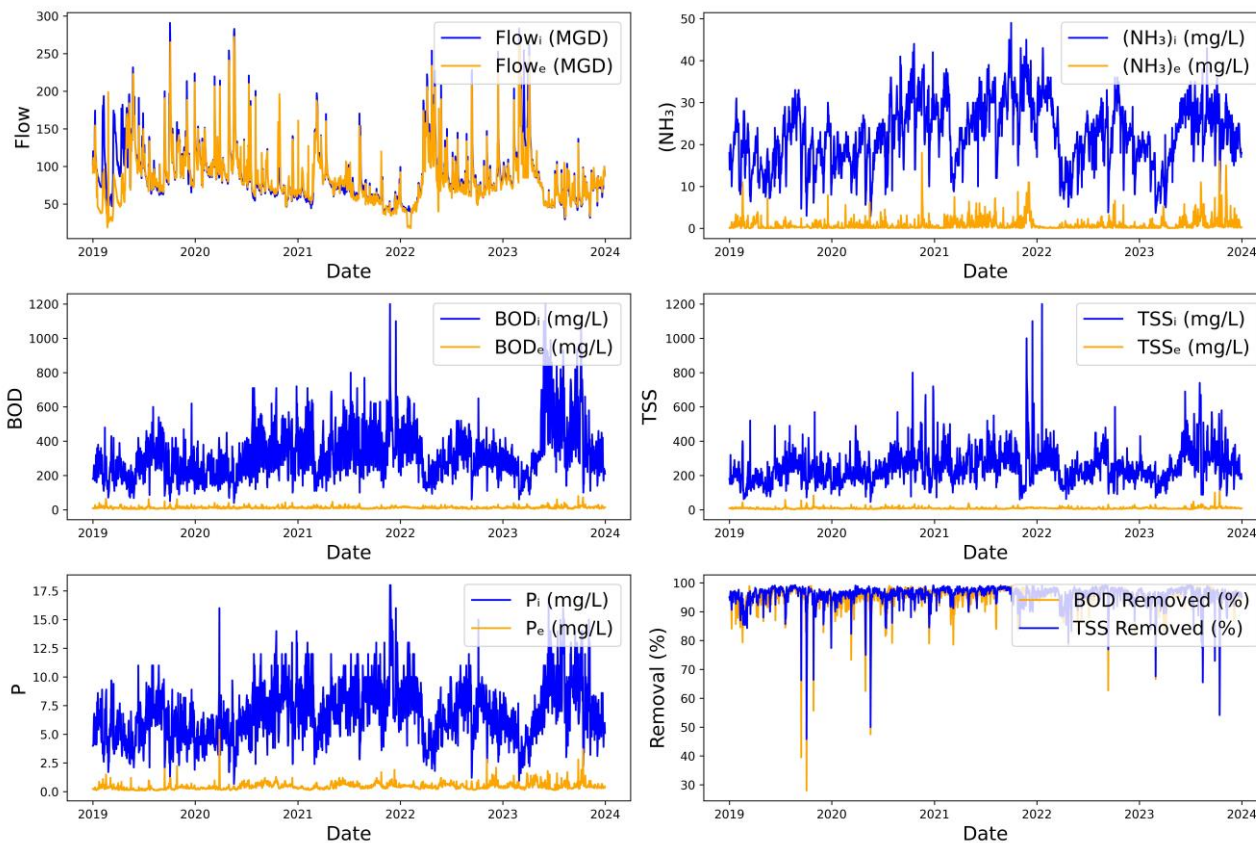 Flow
300
250
200
150
100
50
Flowᵢ (MGD)
Flowₑ (MGD)
2019 2020 2021 2022 2023 2024
Date
(NH₃)
50
40
30
20
10
0
(NH₃)ᵢ (mg/L)
(NH₃)ₑ (mg/L)
2019 2020 2021 2022 2023 2024
Date
BOD
1200
1000
800
600
400
200
0
BODᵢ (mg/L)
BODₑ (mg/L)
2019 2020 2021 2022 2023 2024
Date
TSS
1200
1000
800
600
400
200
0
TSSᵢ (mg/L)
TSSₑ (mg/L)
2019 2020 2021 2022 2023 2024
Date
P
17.5
15.0
12.5
10.0
7.5
5.0
2.5
0.0
Pᵢ (mg/L)
Pₑ (mg/L)
2019 2020 2021 2022 2023 2024
Date
Removal (%)
100
90
80
70
60
50
40
30
BOD Removed (%)
TSS Removed (%)
2019 2020 2021 2022 2023 2024
Date